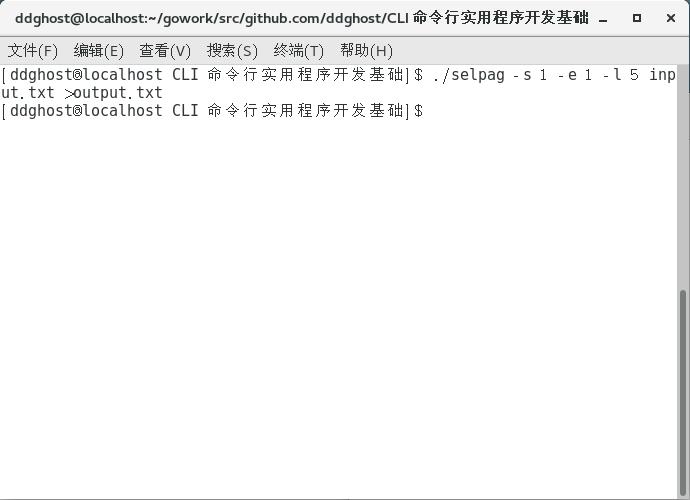 ddghost@localhost:~/gowork/src/github.com/ddghost/CLI 命令行实用程序开发基础
文件(F) 编辑(E) 查看(V) 搜索(S) 终端(T) 帮助(H)
[ddghost@localhost CLI 命令行实用程序开发基础]$ ./selpag -s 1 -e 1 -l 5 inp
ut.txt >output.txt
[ddghost@localhost CLI 命令行实用程序开发基础]$